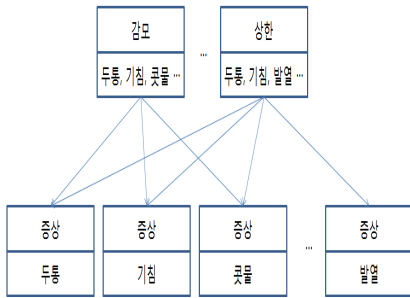 감모
두통, 기침, 콧물 ...
...
상한
두통, 기침, 발열 ...
증상
두통
증상
기침
증상
콧물
...
증상
발열